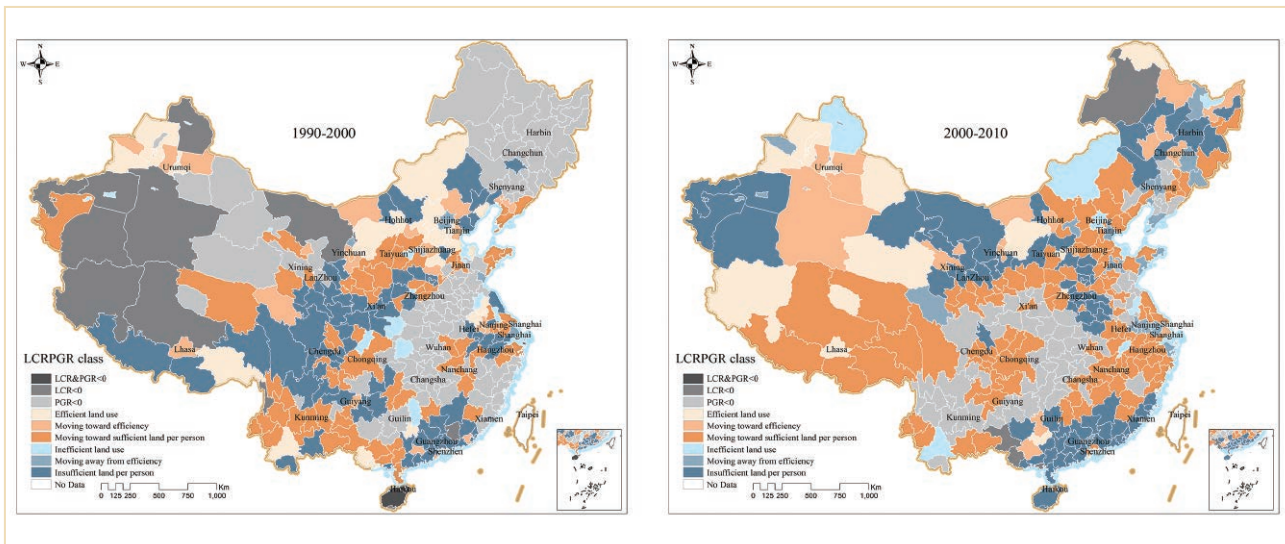 N
W E
S
1990-2000
Harbin
Changchun
Urumqi
Shenyang
Hohhot
Beijing
Tianjin
Yinchuan
Shijiazhuang
Taiyuan
Xining
Jinan
LanZhou
Zhengzhou
Xi'an
Nanjing
Shanghai
Hefei
Shanghai
Lhasa
Chengdu
Wuhan
Hangzhou
Chongqing
Nanchang
Changsha
Guiyang
Kunming
Guilin
Xiamen
Taipei
Guangzhou
Shenzhen
Haikou
LCRPGR class
LCR&PGR<0
LCR<0
PGR<0
Efficient land use
Moving toward efficiency
Moving toward sufficient land per person
Inefficient land use
Moving away from efficiency
Insufficient land per person
No Data
0 125 250 500 750 1,000
Km
N
W E
S
2000-2010
Harbin
Changchun
Urumqi
Shenyang
Hohhot
Beijing
Tianjin
Yinchuan
Shijiazhuang
Taiyuan
Xining
Jinan
LanZhou
Zhengzhou
Xi'an
Nanjing
Shanghai
Hefei
Shanghai
Lhasa
Chengdu
Wuhan
Hangzhou
Chongqing
Nanchang
Changsha
Guiyang
Kunming
Guilin
Xiamen
Taipei
Guangzhou
Shenzhen
Haikou
LCRPGR class
LCR&PGR<0
LCR<0
PGR<0
Efficient land use
Moving toward efficiency
Moving toward sufficient land per person
Inefficient land use
Moving away from efficiency
Insufficient land per person
No Data
0 125 250 500 750 1,000
Km